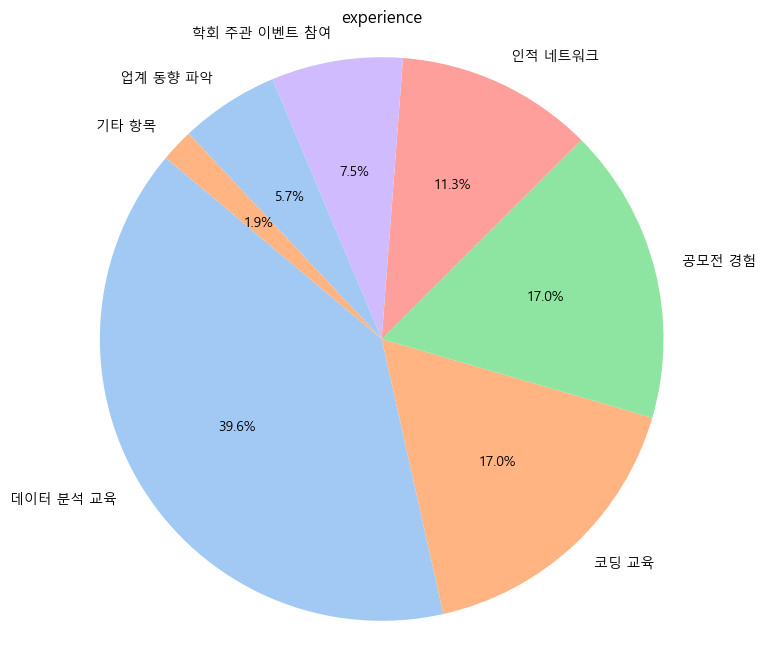 experience
학회 주관 이벤트 참여
인적 네트워크
업계 동향 파악
기타 항목
7.5%
11.3%
5.7%
1.9%
공모전 경험
17.0%
39.6%
17.0%
데이터 분석 교육
코딩 교육